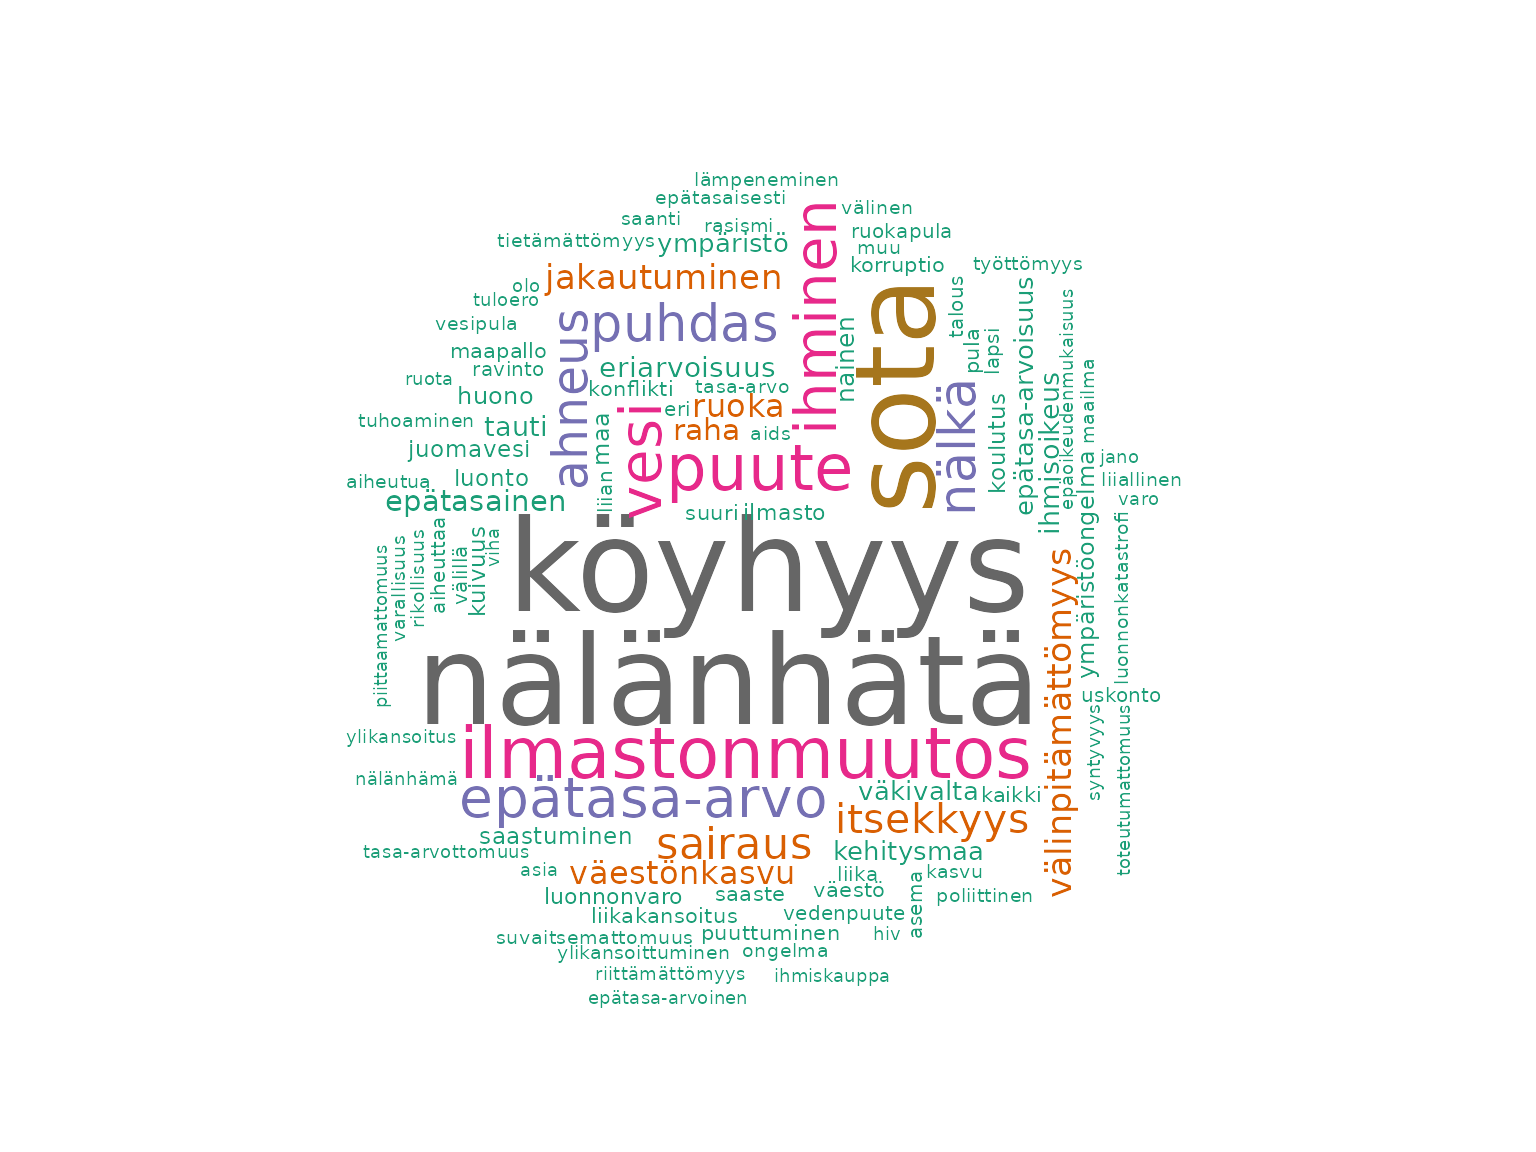 lämpeneminen
epätasaisesti
välinen
saanti
rasismi
ruokapula
tietämättömyys
ympäristö
muu
korruptio
työttömyys
ihminen
jakautuminen
olo
tuloero
sota
talous
epätasa-arvoisuus
epäoikeudenmukaisuus
vesipula
puhdas
ahneus
nainen
pula
lapsi
maapallo
ravinto
eriarvoisuus
ruota
konflikti
tasa-arvo
nälkä
ihmisoikeus
maailma
huono
eri
ruoka
koulutus
tuhoaminen
tauti
vesi
maa
raha
aids
juomavesi
puute
jano
aiheutua
luonto
liian
liiallinen
epätasainen
varo
suuri
ilmasto
köyhyys
ympäristöongelma
luonnonkatastrofi
piittaamattomuus
varallisuus
rikollisuus
aiheuttaa
välillä
kuivuus
viha
välinpitämättömyys
nälänhätä
uskonto
ylikansoitus
ilmastonmuutos
syntyvyys
toteutumattomuus
nälänhämä
epätasa-arvo
väkivalta
kaikki
itsekkyys
saastuminen
sairaus
tasa-arvottomuus
kehitysmaa
asia
väestönkasvu
liika
kasvu
luonnonvaro
saaste
väestö
asema
poliittinen
liikakansoitus
vedenpuute
suvaitsemattomuus
puuttuminen
hiv
ylikansoittuminen
ongelma
riittämättömyys
ihmiskauppa
epätasa-arvoinen